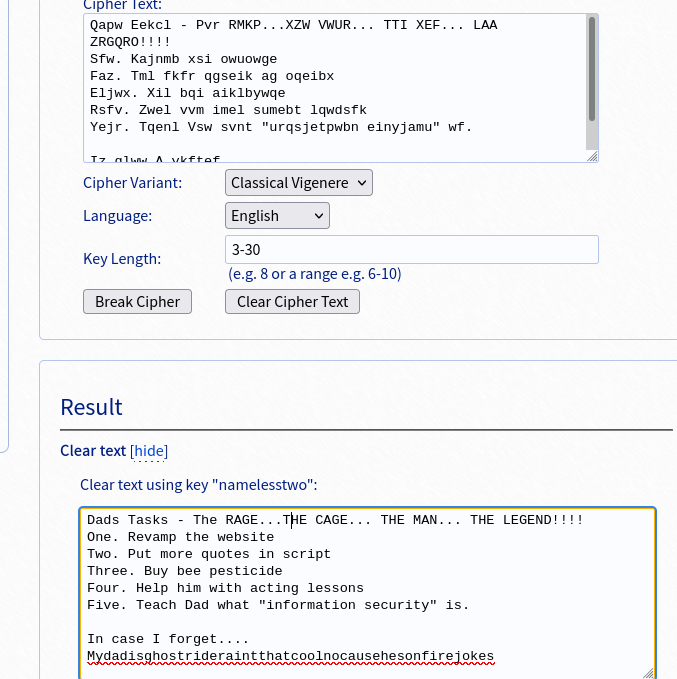 Cipher Text:
Qapw Eekcl - Pvr RMKP...XZW VWUR... TTI XEF... LAA
ZRGQRO!!!!
Sfw. Kajnmb xsi owuowge
Faz. Tml fkfr qgseik ag oqeibx
Eljwx. Xil bqi aiklbywqe
Rsfv. Zwel vvm imel sumebt lqwdsfk
Yejr. Tqenl Vsw svnt "urqsjetpwbn einyjamu" wf.
Iz glww A ykftef
Cipher Variant:
Classical Vigenere
Language:
English
Key Length:
3-30
(e.g. 8 or a range e.g. 6-10)
Break Cipher
Clear Cipher Text
Result
Clear text [hide]
Clear text using key "namelesstwo":
Dads Tasks - The RAGE...THE CAGE... THE MAN... THE LEGEND!!!!
One. Revamp the website
Two. Put more quotes in script
Three. Buy bee pesticide
Four. Help him with acting lessons
Five. Teach Dad what "information security" is.
In case I forget....
Mydadisghostrideraintthatcoolnocausehesonfirejokes